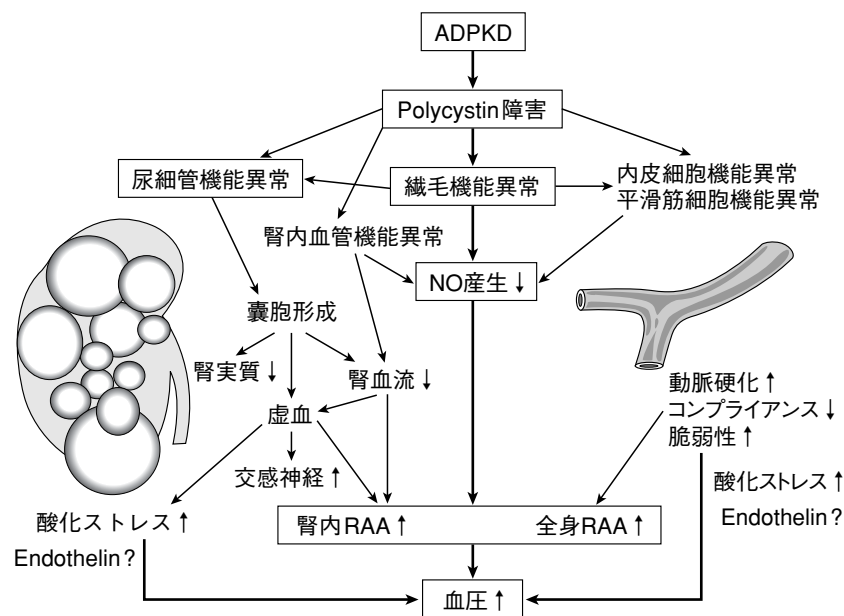 ADPKD
Polycystin障害
尿細管機能異常
繊毛機能異常
内皮細胞機能異常
平滑筋細胞機能異常
腎内血管機能異常
NO産生↓
嚢胞形成
腎実質↓
腎血流↓
動脈硬化↑
コンプライアンス↓
脆弱性↑
虚血
交感神経↑
酸化ストレス↑
Endothelin?
酸化ストレス↑
Endothelin?
腎内RAA↑ 全身RAA↑
血圧↑